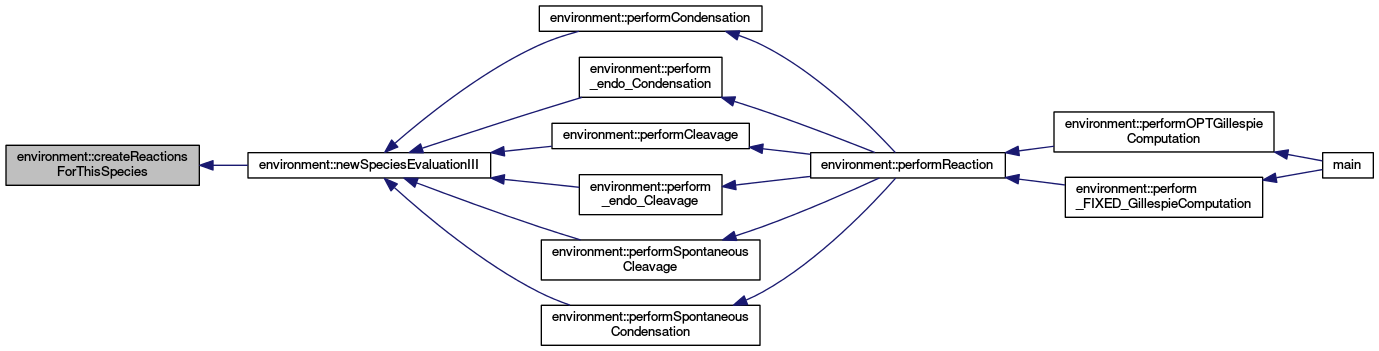 environment::createReactions
ForThisSpecies
environment::newSpeciesEvaluationIII
environment::performCondensation
environment::perform
_endo_Condensation
environment::performCleavage
environment::perform
_endo_Cleavage
environment::performSpontaneous
Cleavage
environment::performSpontaneous
Condensation
environment::performReaction
environment::performOPTGillespie
Computation
environment::perform
_FIXED_GillespieComputation
main